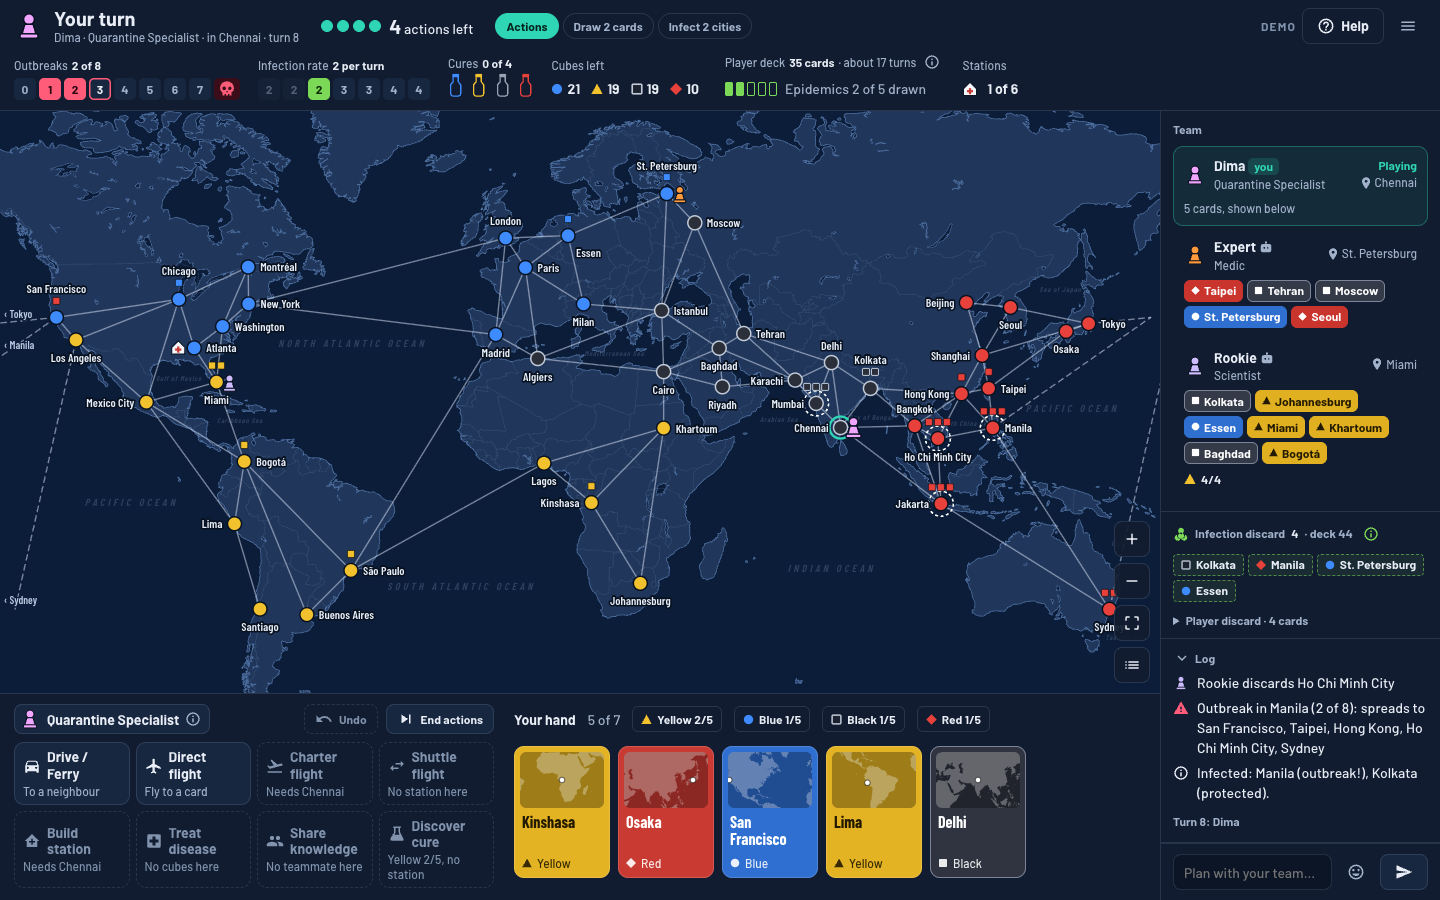 Your turn
Dima · Quarantine Specialist · in Chennai · turn 8
4 actions left
Actions
Draw 2 cards
Infect 2 cities
DEMO
Help
Outbreaks 2 of 8
0 1 2 3 4 5 6 7
Infection rate 2 per turn
2 2 2 3 3 4 4
Cures 0 of 4
Cubes left
21 19 19 10
Player deck 35 cards · about 17 turns
Epidemics 2 of 5 drawn
Stations
1 of 6
St. Petersburg
Moscow
London
Essen
Paris
Milan
Madrid
Algiers
Istanbul
Tehran
Baghdad
Cairo
Riyadh
Karachi
Delhi
Kolkata
Mumbai
Chennai
Beijing
Seoul
Tokyo
Osaka
Shanghai
Hong Kong
Taipei
Bangkok
Manila
Ho Chi Minh City
Jakarta
Sydn
Chicago
Montréal
San Francisco
New York
Washington
Atlanta
‹ Tokyo
‹ Manila
Los Angeles
Mexico City
Miami
Bogotá
Lima
São Paulo
Santiago
Buenos Aires
Lagos
Khartoum
Kinshasa
Johannesburg
‹ Sydney
NORTH ATLANTIC OCEAN
PACIFIC OCEAN
SOUTH ATLANTIC OCEAN
INDIAN OCEAN
PACIFIC OCEAN
Team
Dima you
Playing
Quarantine Specialist
Chennai
5 cards, shown below
Expert
Medic
St. Petersburg
Taipei
Tehran
Moscow
St. Petersburg
Seoul
Rookie
Scientist
Miami
Kolkata
Johannesburg
Essen
Miami
Khartoum
Baghdad
Bogotá
4/4
Infection discard 4 · deck 44
Kolkata
Manila
St. Petersburg
Essen
Player discard · 4 cards
Log
Rookie discards Ho Chi Minh City
Outbreak in Manila (2 of 8): spreads to
San Francisco, Taipei, Hong Kong, Ho
Chi Minh City, Sydney
Infected: Manila (outbreak!), Kolkata
(protected).
Turn 8: Dima
Plan with your team...
Quarantine Specialist
Undo
End actions
Drive /
Ferry
To a neighbour
Direct
flight
Fly to a card
Charter
flight
Needs Chennai
Shuttle
flight
No station here
Build
station
Needs Chennai
Treat
disease
No cubes here
Share
knowledge
No teammate here
Discover
cure
Yellow 2/5, no
station
Your hand 5 of 7
Yellow 2/5
Blue 1/5
Black 1/5
Red 1/5
Kinshasa
Yellow
Osaka
Red
San
Francisco
Blue
Lima
Yellow
Delhi
Black